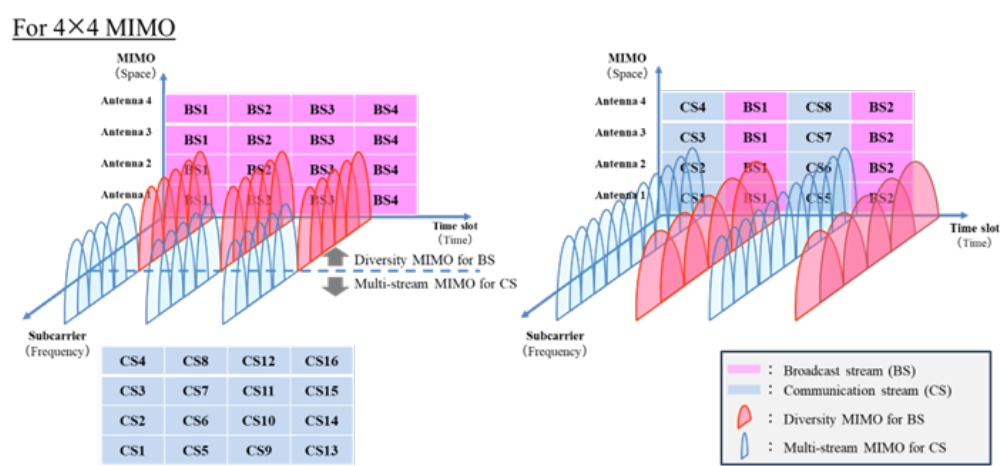 For 4×4 MIMO
MIMO
（Space）
Antenna 4
BS1 BS2 BS3 BS4
Antenna 3
BS1 BS2 BS3 BS4
Antenna 2
BS1 BS2 BS3 BS4
Antenna 1
BS1 BS2 BS3 BS4
Time slot
（Time）
Diversity MIMO for BS
Multi-stream MIMO for CS
Subcarrier
（Frequency）
CS4 CS8 CS12 CS16
CS3 CS7 CS11 CS15
CS2 CS6 CS10 CS14
CS1 CS5 CS9 CS13
MIMO
（Space）
Antenna 4
CS4 BS1 CS8 BS2
Antenna 3
CS3 BS1 CS7 BS2
Antenna 2
CS2 BS1 CS6 BS2
Antenna 1
CS1 BS1 CS5 BS2
Time slot
（Time）
Subcarrier
（Frequency）
： Broadcast stream (BS)
： Communication stream (CS)
： Diversity MIMO for BS
： Multi-stream MIMO for CS